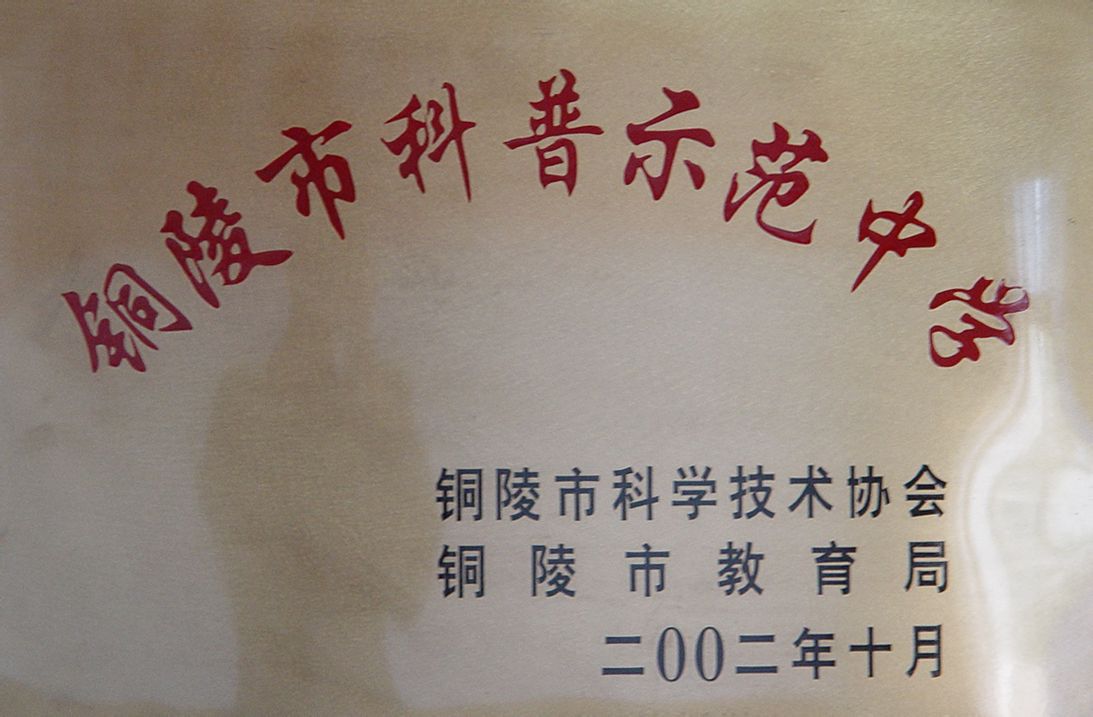 铜陵市科普示范中学
铜陵市科学技术协会
铜陵市教育局
二00二年十月